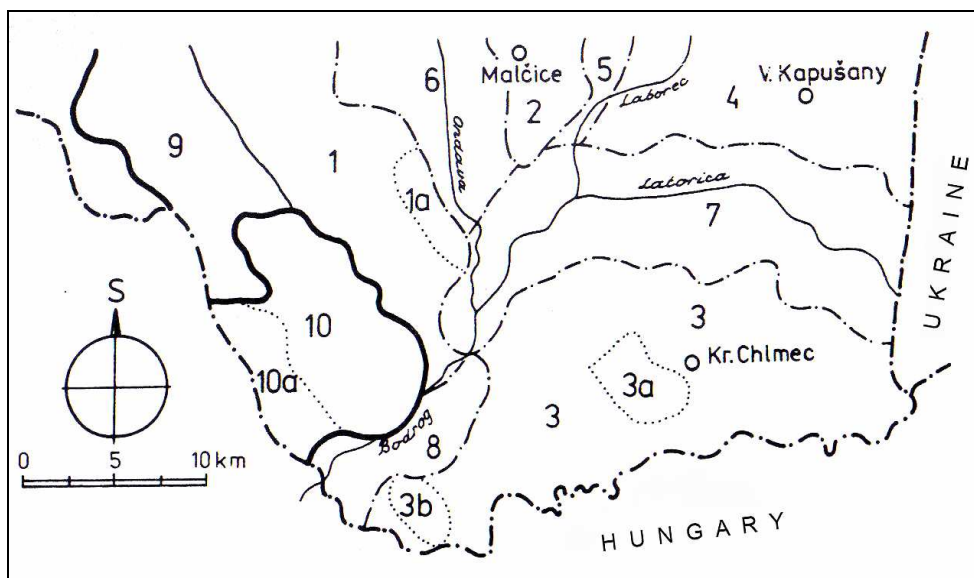 Malčice
V. Kapušany
Kr. Chlmec
Ondava
Laborec
Latorica
Bodrog
UKRAINE
HUNGARY
S
0 5 10 km
1
1a
2
3
3
3a
3b
4
5
6
7
8
9
10
10a